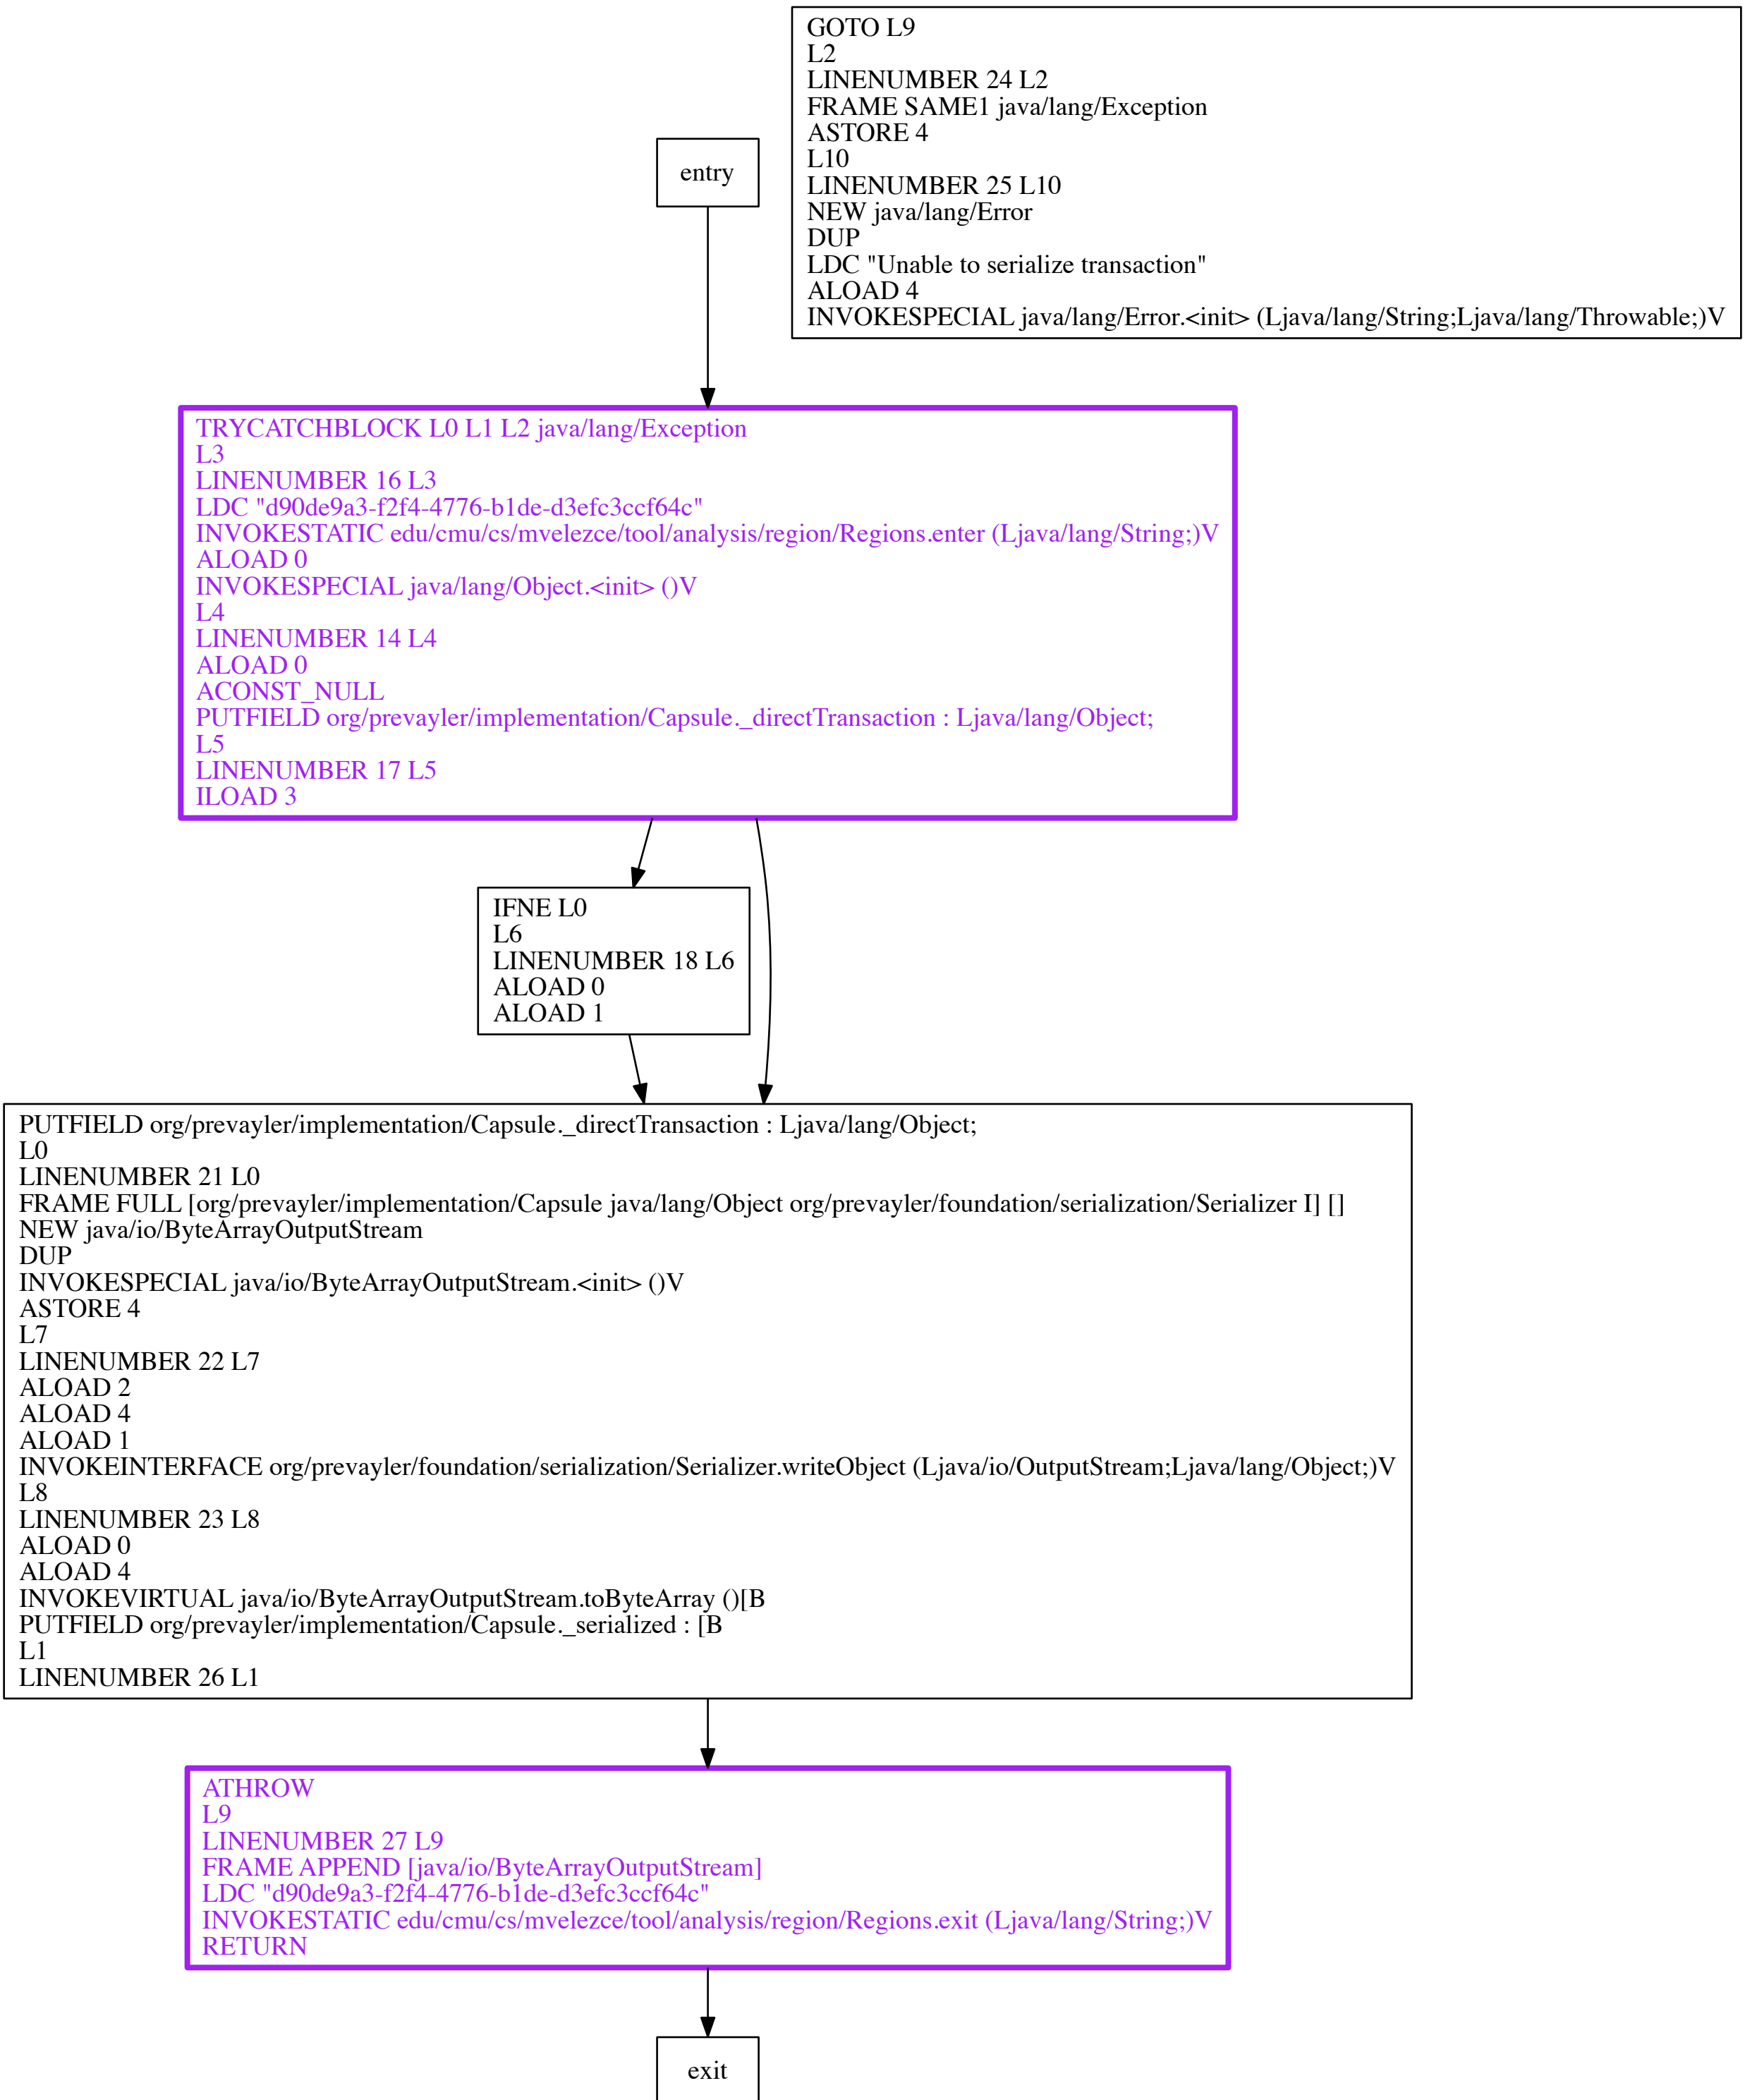 GOTO L9
L2
LINENUMBER 24 L2
FRAME SAME1 java/lang/Exception
ASTORE 4
L10
LINENUMBER 25 L10
NEW java/lang/Error
DUP
LDC "Unable to serialize transaction"
ALOAD 4
INVOKESPECIAL java/lang/Error.<init> (Ljava/lang/String;Ljava/lang/Throwable;)V
entry
TRYCATCHBLOCK L0 L1 L2 java/lang/Exception
L3
LINENUMBER 16 L3
LDC "d90de9a3-f2f4-4776-b1de-d3efc3ccf64c"
INVOKESTATIC edu/cmu/cs/mvelezce/tool/analysis/region/Regions.enter (Ljava/lang/String;)V
ALOAD 0
INVOKESPECIAL java/lang/Object.<init> ()V
L4
LINENUMBER 14 L4
ALOAD 0
ACONST_NULL
PUTFIELD org/prevayler/implementation/Capsule._directTransaction : Ljava/lang/Object;
L5
LINENUMBER 17 L5
ILOAD 3
IFNE L0
L6
LINENUMBER 18 L6
ALOAD 0
ALOAD 1
PUTFIELD org/prevayler/implementation/Capsule._directTransaction : Ljava/lang/Object;
L0
LINENUMBER 21 L0
FRAME FULL [org/prevayler/implementation/Capsule java/lang/Object org/prevayler/foundation/serialization/Serializer I] []
NEW java/io/ByteArrayOutputStream
DUP
INVOKESPECIAL java/io/ByteArrayOutputStream.<init> ()V
ASTORE 4
L7
LINENUMBER 22 L7
ALOAD 2
ALOAD 4
ALOAD 1
INVOKEINTERFACE org/prevayler/foundation/serialization/Serializer.writeObject (Ljava/io/OutputStream;Ljava/lang/Object;)V
L8
LINENUMBER 23 L8
ALOAD 0
ALOAD 4
INVOKEVIRTUAL java/io/ByteArrayOutputStream.toByteArray ()[B
PUTFIELD org/prevayler/implementation/Capsule._serialized : [B
L1
LINENUMBER 26 L1
ATHROW
L9
LINENUMBER 27 L9
FRAME APPEND [java/io/ByteArrayOutputStream]
LDC "d90de9a3-f2f4-4776-b1de-d3efc3ccf64c"
INVOKESTATIC edu/cmu/cs/mvelezce/tool/analysis/region/Regions.exit (Ljava/lang/String;)V
RETURN
exit